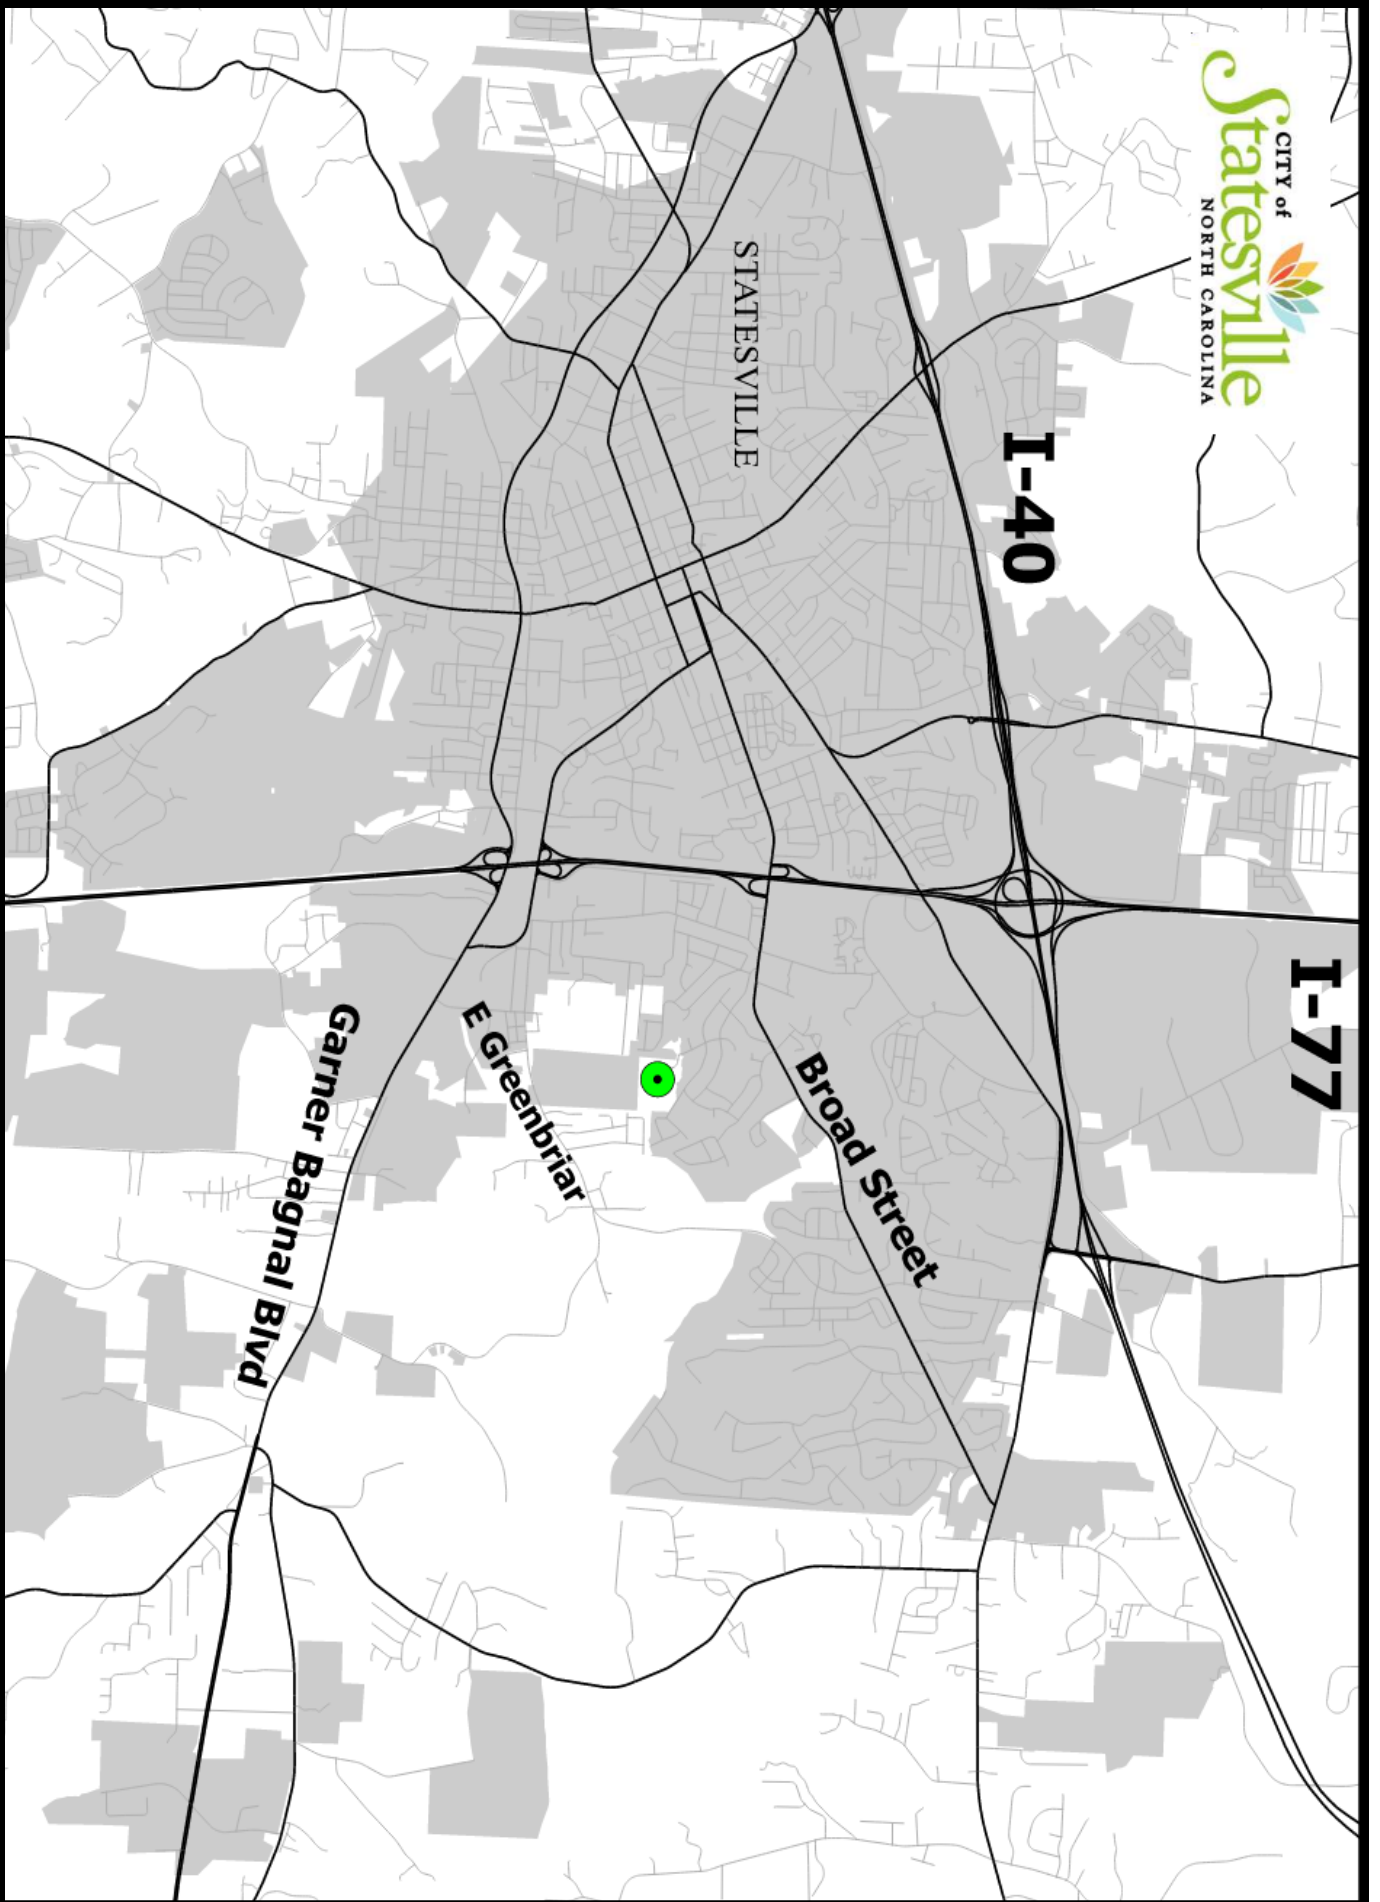 CITY of
Statesville
NORTH CAROLINA
I-40
I-77
STATESVILLE
Broad Street
E Greenbriar
Garner Bagnal Blvd